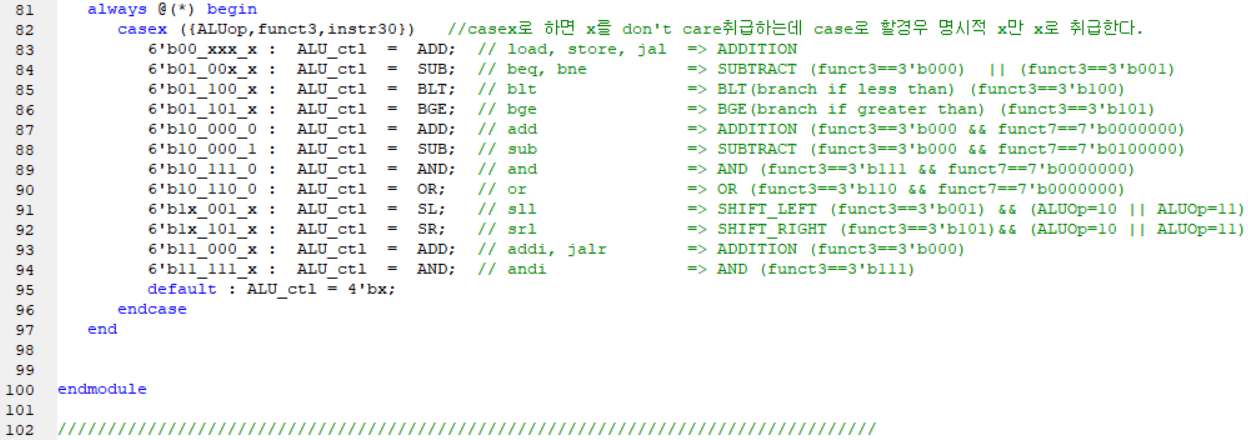 81 always @(*) begin
82 casex ({ALUop,funct3,instr30}) //casex로 하면 x를 don't care취급하는데 case로 할경우 명시적 x만 x로 취급한다.
83 6'b00_xxx_x : ALU_ctl = ADD; // load, store, jal => ADDITION
84 6'b01_00x_x : ALU_ctl = SUB; // beq, bne => SUBTRACT (funct3==3'b000) || (funct3==3'b001)
85 6'b01_100_x : ALU_ctl = BLT; // blt => BLT(branch if less than) (funct3==3'b100)
86 6'b01_101_x : ALU_ctl = BGE; // bge => BGE(branch if greater than) (funct3==3'b101)
87 6'b10_000_0 : ALU_ctl = ADD; // add => ADDITION (funct3==3'b000 && funct7==7'b0000000)
88 6'b10_000_1 : ALU_ctl = SUB; // sub => SUBTRACT (funct3==3'b000 && funct7==7'b0100000)
89 6'b10_111_0 : ALU_ctl = AND; // and => AND (funct3==3'b111 && funct7==7'b0000000)
90 6'b10_110_0 : ALU_ctl = OR; // or => OR (funct3==3'b110 && funct7==7'b0000000)
91 6'b1x_001_x : ALU_ctl = SL; // sll => SHIFT_LEFT (funct3==3'b001) && (ALUOp=10 || ALUOp=11)
92 6'b1x_101_x : ALU_ctl = SR; // srl => SHIFT_RIGHT (funct3==3'b101)&& (ALUOp=10 || ALUOp=11)
93 6'b11_000_x : ALU_ctl = ADD; // addi, jalr => ADDITION (funct3==3'b000)
94 6'b11_111_x : ALU_ctl = AND; // andi => AND (funct3==3'b111)
95 default : ALU_ctl = 4'bx;
96 endcase
97 end
98
99
100 endmodule
101
102 //////////////////////////////////////////////////////////////////////////////////